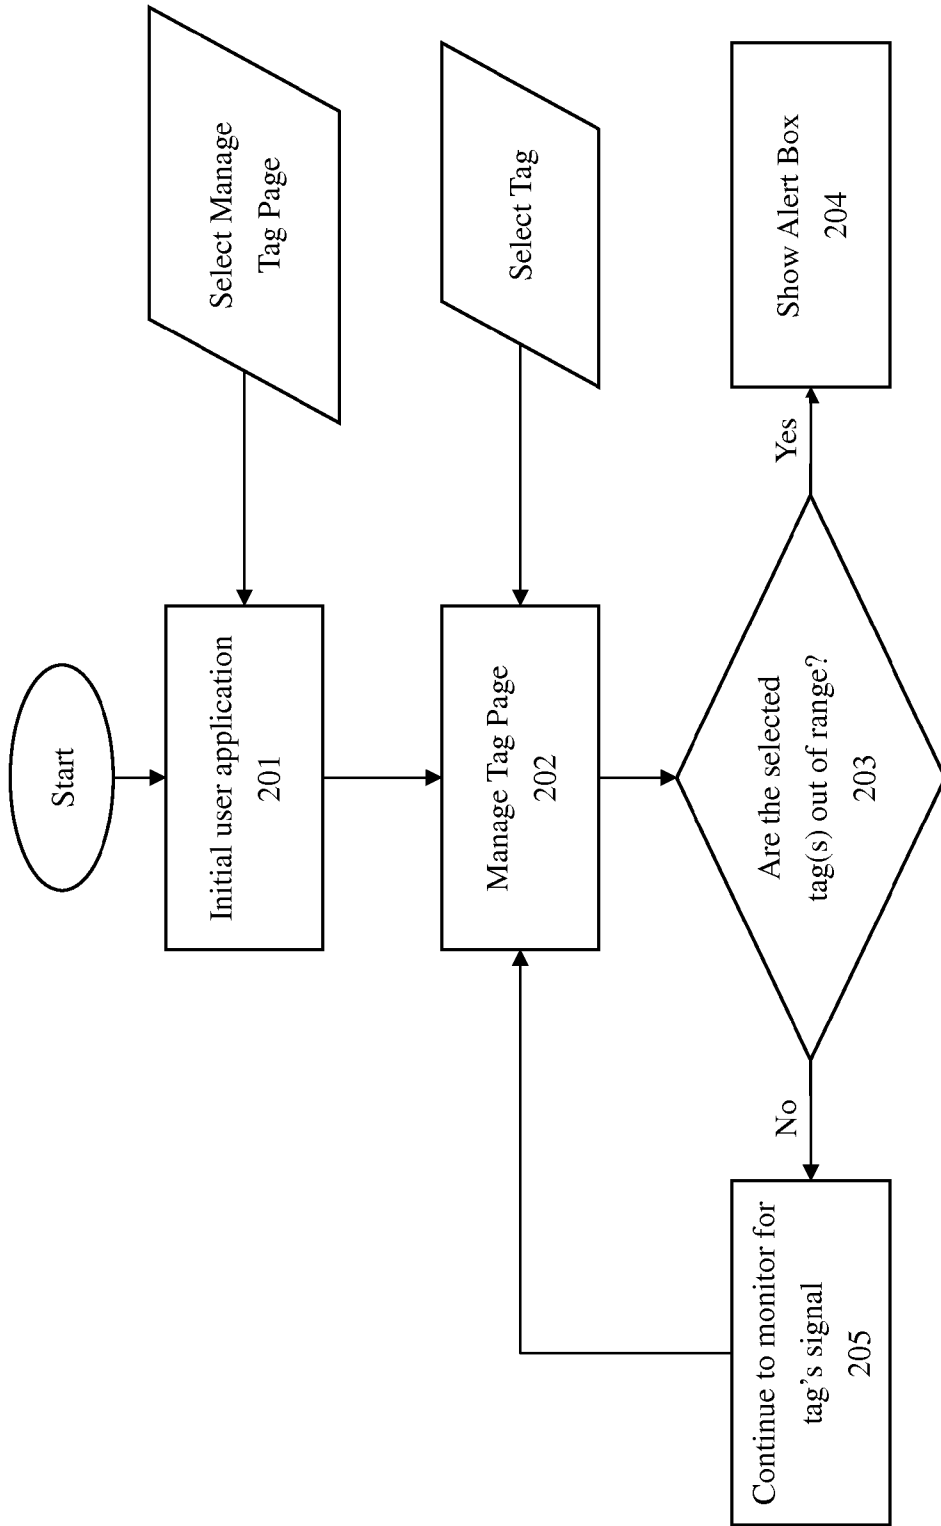 Start
Select Manage
Tag Page
Initial user application
201
Select Tag
Manage Tag Page
202
Are the selected
tag(s) out of range?
203
Yes
Show Alert Box
204
No
Continue to monitor for
tag’s signal
205